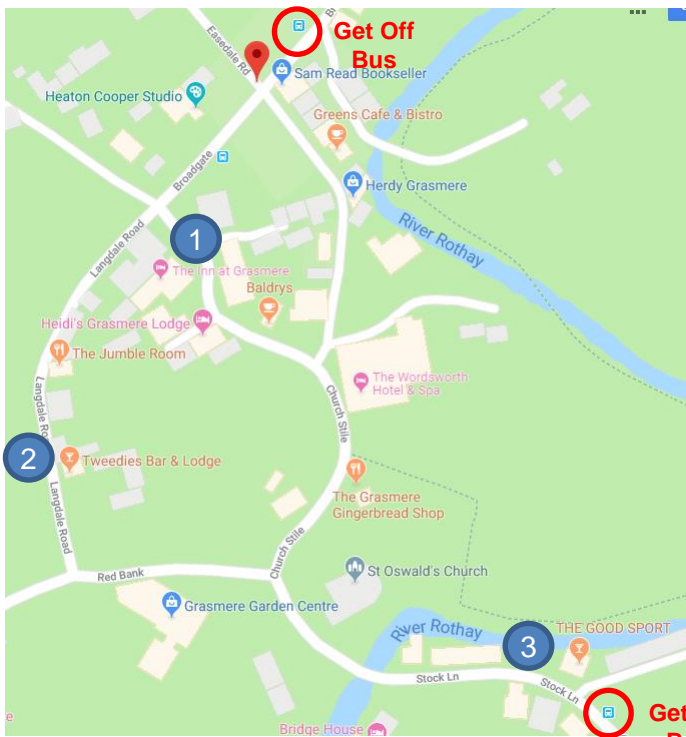 Get Off
Bus
Easedale Rd
Sam Read Bookseller
Heaton Cooper Studio
Greens Cafe & Bistro
Broadgate
Herdy Grasmere
River Rothay
Langdale Road
1
The Inn at Grasmere
Baldrys
Heidi's Grasmere Lodge
The Jumble Room
The Wordsworth
Hotel & Spa
Church Stile
Langdale Ro
2
Tweedies Bar & Lodge
The Grasmere
Gingerbread Shop
Langdale Road
Church Stile
Red Bank
St Oswald's Church
Grasmere Garden Centre
River Rothay
THE GOOD SPORT
3
Stock Ln
Stock Ln
Get
Bridge House